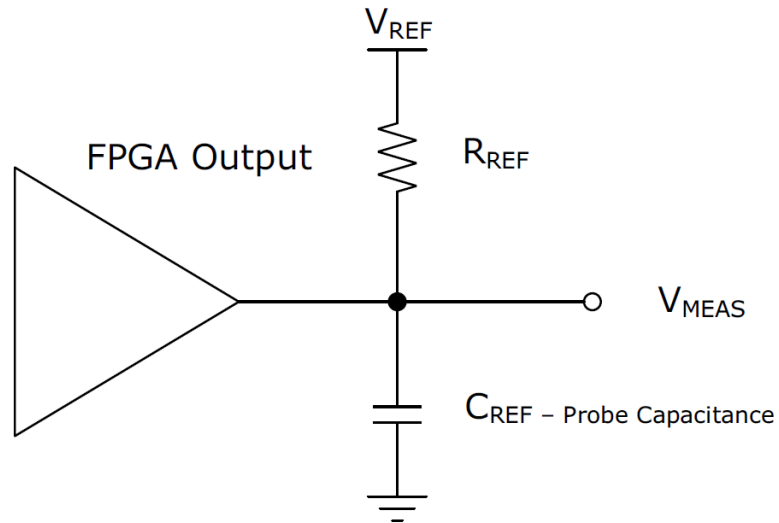 VREF
FPGA Output
RREF
VMEAS
CREF – Probe Capacitance